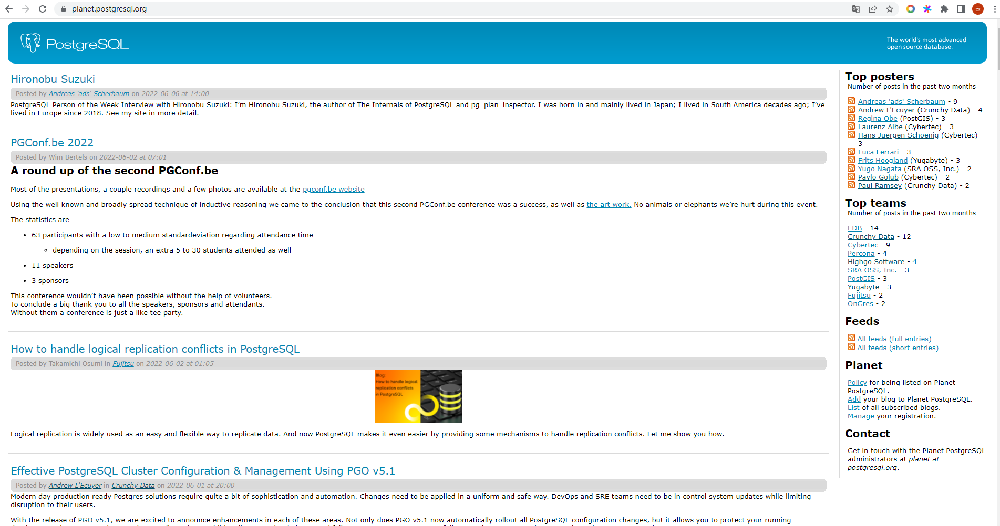 planet.postgresql.org
云
PostgreSQL
The world's most advanced
open source database.
Hironobu Suzuki
Posted by Andreas 'ads' Scherbaum on 2022-06-06 at 14:00
PostgreSQL Person of the Week Interview with Hironobu Suzuki: I’m Hironobu Suzuki, the author of The Internals of PostgreSQL and pg_plan_inspector. I was born in and mainly lived in Japan; I lived in South America decades ago; I’ve
lived in Europe since 2018. See my site in more detail.
PGConf.be 2022
Posted by Wim Bertels on 2022-06-02 at 07:01
A round up of the second PGConf.be
Most of the presentations, a couple recordings and a few photos are available at the pgconf.be website
Using the well known and broadly spread technique of inductive reasoning we came to the conclusion that this second PGConf.be conference was a success, as well as the art work. No animals or elephants we’re hurt during this event.
The statistics are
• 63 participants with a low to medium standardeviation regarding attendance time
◦ depending on the session, an extra 5 to 30 students attended as well
• 11 speakers
• 3 sponsors
This conference wouldn’t have been possible without the help of volunteers.
To conclude a big thank you to all the speakers, sponsors and attendants.
Without them a conference is just a like tee party.
How to handle logical replication conflicts in PostgreSQL
Posted by Takamichi Osumi in Fujitsu on 2022-06-02 at 01:05
Blog:
How to handle logical
replication conflicts
in PostgreSQL
Logical replication is widely used as an easy and flexible way to replicate data. And now PostgreSQL makes it even easier by providing some mechanisms to handle replication conflicts. Let me show you how.
Effective PostgreSQL Cluster Configuration & Management Using PGO v5.1
Posted by Andrew L'Ecuyer in Crunchy Data on 2022-06-01 at 20:00
Modern day production ready Postgres solutions require quite a bit of sophistication and automation. Changes need to be applied in a uniform and safe way. DevOps and SRE teams need to be in control system updates while limiting
disruption to their users.
With the release of PGO v5.1, we are excited to announce enhancements in each of these areas. Not only does PGO v5.1 now automatically rollout all PostgreSQL configuration changes, but it allows you to protect your running
Top posters
Number of posts in the past two months
Andreas 'ads' Scherbaum - 9
Andrew L'Ecuyer (Crunchy Data) - 4
Regina Obe (PostGIS) - 3
Laurenz Albe (Cybertec) - 3
Hans-Juergen Schoenig (Cybertec) -
3
Luca Ferrari - 3
Frits Hoogland (Yugabyte) - 3
Yugo Nagata (SRA OSS, Inc.) - 2
Pavlo Golub (Cybertec) - 2
Paul Ramsey (Crunchy Data) - 2
Top teams
Number of posts in the past two months
EDB - 14
Crunchy Data - 12
Cybertec - 9
Percona - 4
Highgo Software - 4
SRA OSS, Inc. - 3
PostGIS - 3
Yugabyte - 3
Fujitsu - 2
OnGres - 2
Feeds
All feeds (full entries)
All feeds (short entries)
Planet
Policy for being listed on Planet
PostgreSQL.
Add your blog to Planet PostgreSQL.
List of all subscribed blogs.
Manage your registration.
Contact
Get in touch with the Planet PostgreSQL
administrators at planet at
postgresql.org.